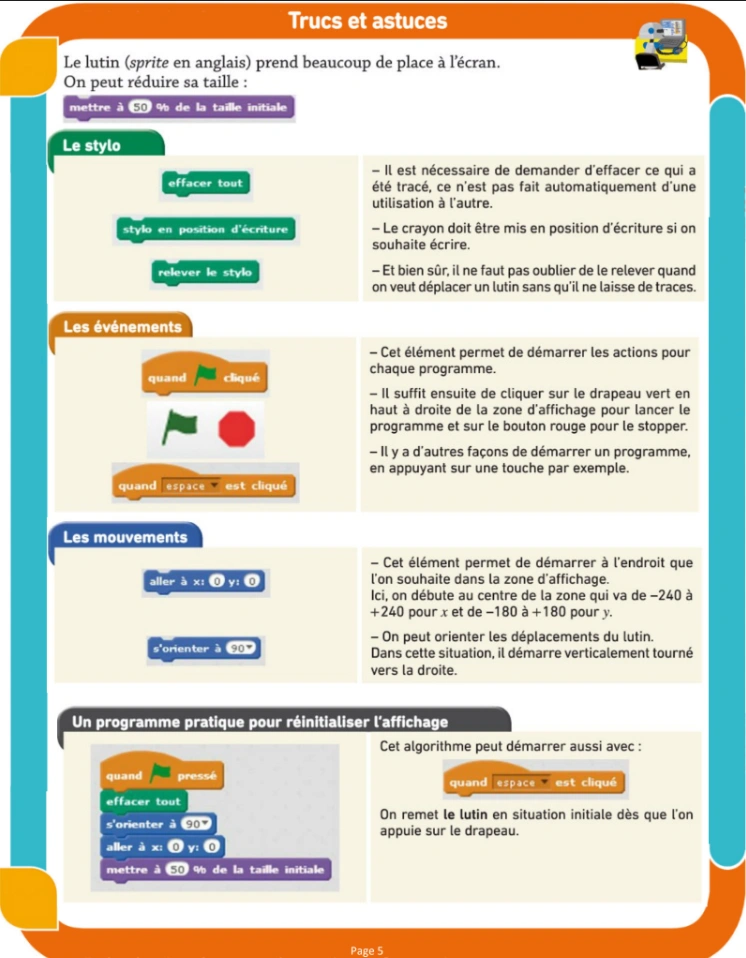 Trucs et astuces
Le lutin (sprite en anglais) prend beaucoup de place à l'écran.
On peut réduire sa taille :
mettre à 50 % de la taille initiale
Le stylo
effacer tout
stylo en position d'écriture
relever le stylo
– Il est nécessaire de demander d'effacer ce qui a
été tracé, ce n'est pas fait automatiquement d'une
utilisation à l'autre.
– Le crayon doit être mis en position d'écriture si on
souhaite écrire.
– Et bien sûr, il ne faut pas oublier de le relever quand
on veut déplacer un lutin sans qu'il ne laisse de traces.
Les événements
quand cliqué
quand espace est cliqué
– Cet élément permet de démarrer les actions pour
chaque programme.
– Il suffit ensuite de cliquer sur le drapeau vert en
haut à droite de la zone d'affichage pour lancer le
programme et sur le bouton rouge pour le stopper.
– Il y a d'autres façons de démarrer un programme,
en appuyant sur une touche par exemple.
Les mouvements
aller à x: 0 y: 0
s'orienter à 90
– Cet élément permet de démarrer à l'endroit que
l'on souhaite dans la zone d'affichage.
Ici, on débute au centre de la zone qui va de –240 à
+240 pour x et de –180 à +180 pour y.
– On peut orienter les déplacements du lutin.
Dans cette situation, il démarre verticalement tourné
vers la droite.
Un programme pratique pour réinitialiser l'affichage
quand pressé
effacer tout
s'orienter à 90
aller à x: 0 y: 0
mettre à 50 % de la taille initiale
Cet algorithme peut démarrer aussi avec :
quand espace est cliqué
On remet le lutin en situation initiale dès que l'on
appuie sur le drapeau.
Page 5